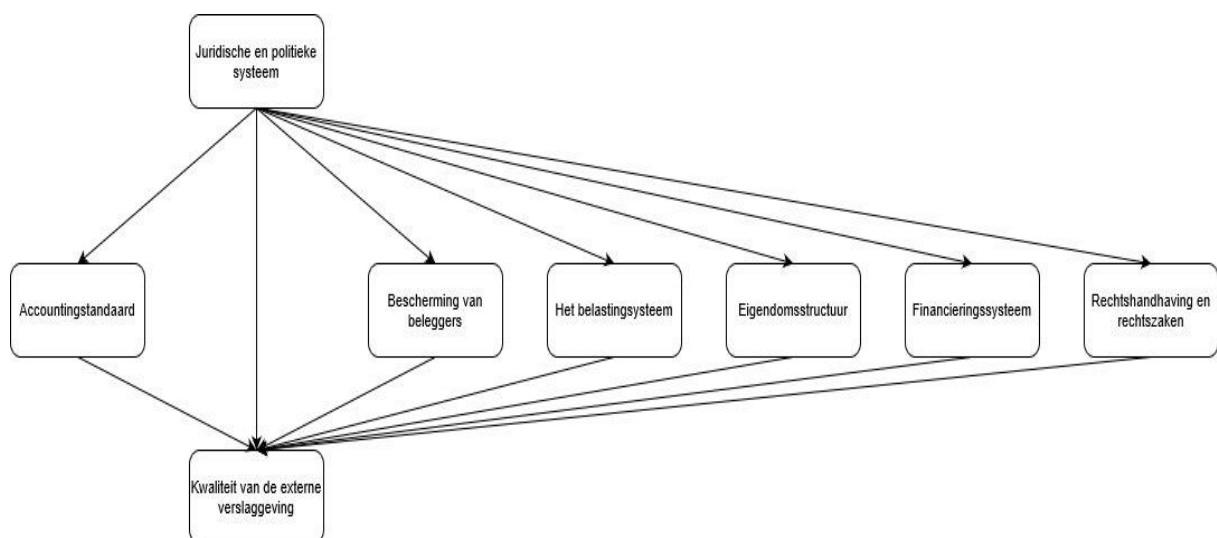 Juridische en politieke
systeem
Accountingstandaard
Bescherming van
beleggers
Het belastingsysteem
Eigendomsstructuur
Financieringssysteem
Rechtshandhaving en
rechtszaken
Kwaliteit van de externe
verslaggeving